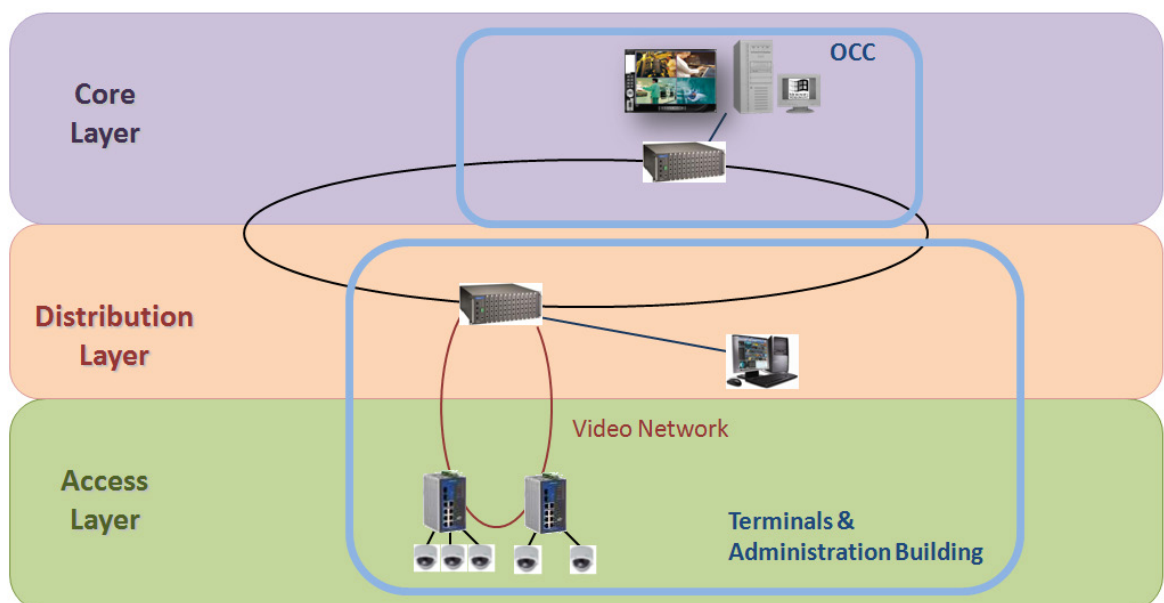 Core
Layer
OCC
Distribution
Layer
Video Network
Access
Layer
Terminals &
Administration Building